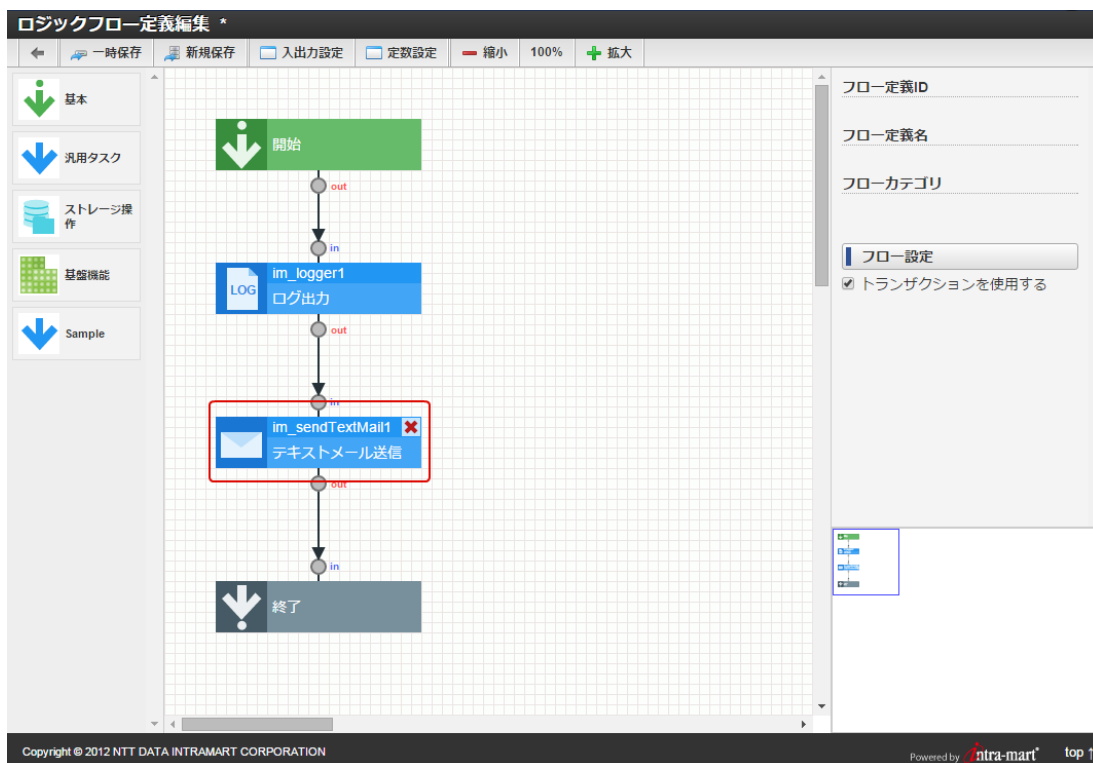 ロジックフロー定義編集 *
一時保存 新規保存 入出力設定 定数設定 縮小 100% 拡大
基本
汎用タスク
ストレージ操
作
基盤機能
Sample
開始
out
in
LOG
im_logger1
ログ出力
out
in
im_sendTextMail1
テキストメール送信
out
in
終了
フロー定義ID
フロー定義名
フローカテゴリ
フロー設定
トランザクションを使用する
Copyright © 2012 NTT DATA INTRAMART CORPORATION
Powered by intra-mart
top ↑